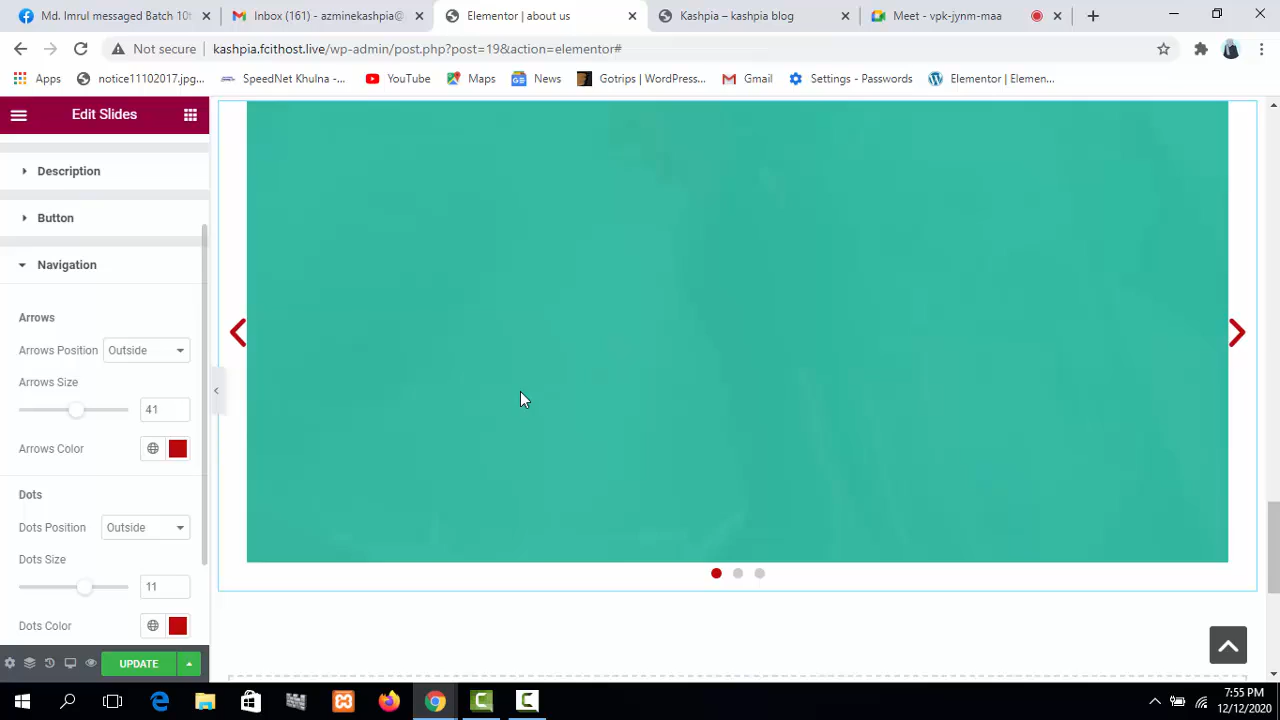 Md. Imrul messaged Batch.C
Inbox (161) - azminekashpia@
Elementor | about us
Kashpia – kashpia blog
Meet - vpk-jynm-maa
Not secure
kashpia.fcithost.live/wp-admin/post.php?post=19&action=elementor#
Apps
notice11102017.jpg...
SpeedNet Khulna -...
YouTube
Maps
News
Gotrips | WordPress...
Gmail
Settings - Passwords
Elementor | Elemen...
Edit Slides
Description
Button
Navigation
Arrows
Arrows Position
Outside
Arrows Size
41
Arrows Color
Dots
Dots Position
Outside
Dots Size
11
Dots Color
UPDATE
7:55 PM
12/12/2020